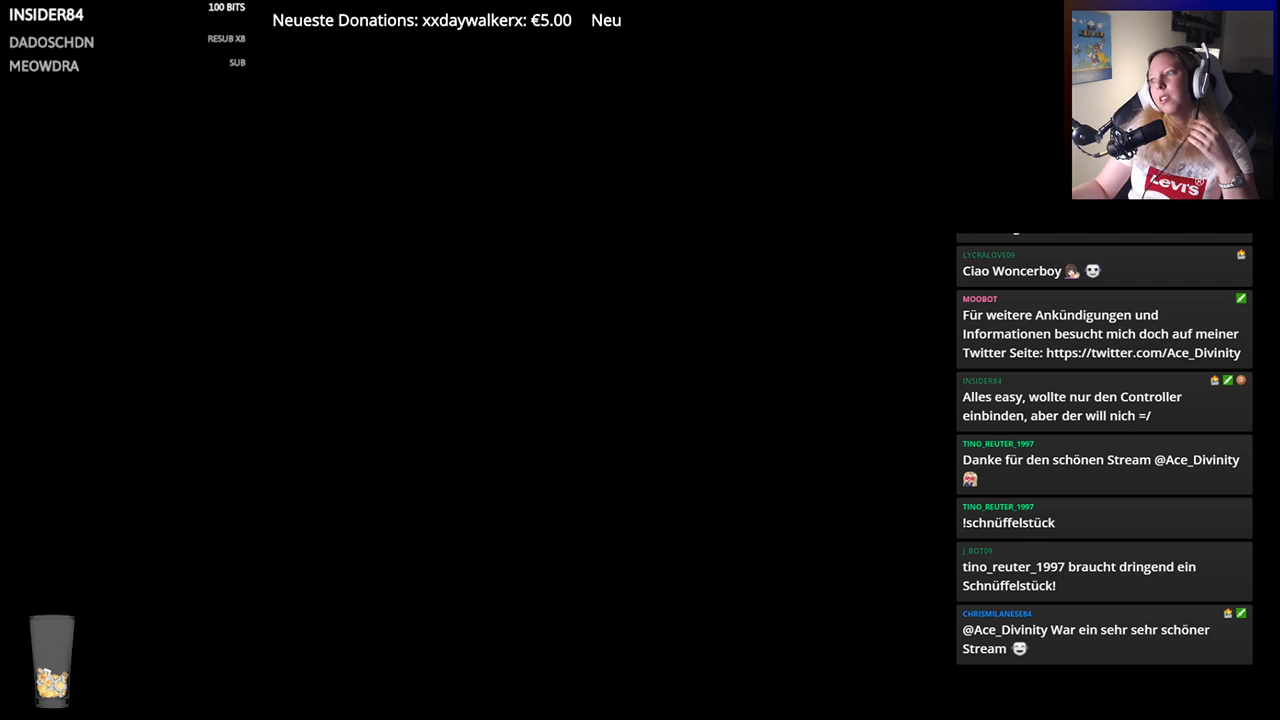 INSIDER84
100 BITS
DADOSCHDN
RESUB X8
MEOWDRA
SUB
Neueste Donations: xxdaywalkerx: €5.00 Neu
Levi's
LYCRALOVE09
Ciao Woncerboy
MOOBOT
Für weitere Ankündigungen und
Informationen besucht mich doch auf meiner
Twitter Seite: https://twitter.com/Ace_Divinity
INSIDER84
Alles easy, wollte nur den Controller
einbinden, aber der will nich =/
TINO_REUTER_1997
Danke für den schönen Stream @Ace_Divinity
TINO_REUTER_1997
!schnüffelstück
J_BOT09
tino_reuter_1997 braucht dringend ein
Schnüffelstück!
CHRISMILANESE84
@Ace_Divinity War ein sehr sehr schöner
Stream